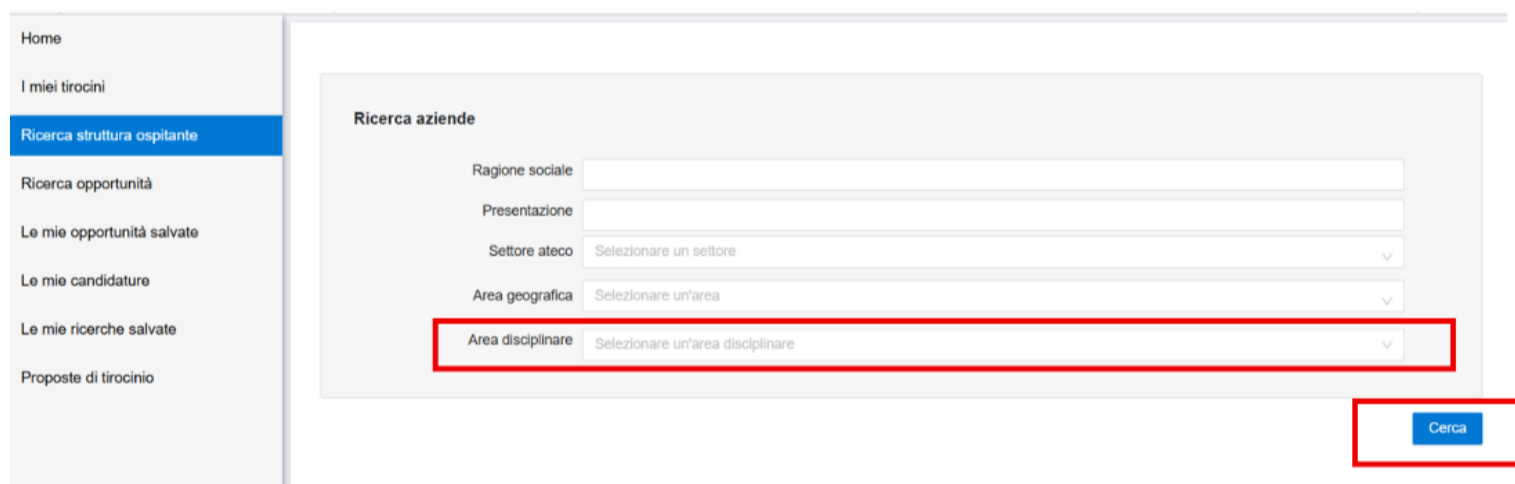 Home
I miei tirocini
Ricerca struttura ospitante
Ricerca opportunità
Le mie opportunità salvate
Le mie candidature
Le mie ricerche salvate
Proposte di tirocinio
Ricerca aziende
Ragione sociale
Presentazione
Settore ateco Selezionare un settore
Area geografica Selezionare un'area
Area disciplinare Selezionare un'area disciplinare
Cerca